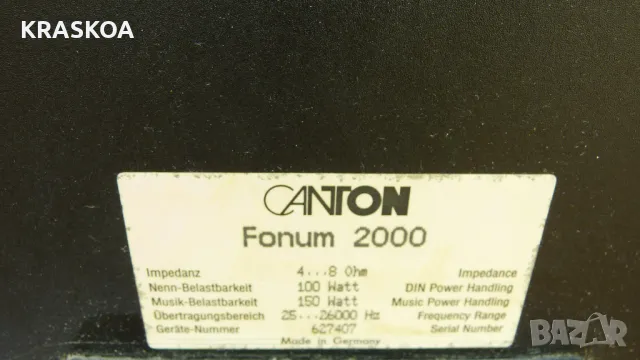 KRASKOA
CANTON
Fonum 2000
Impedanz 4...8 Ohm Impedance
Nenn-Belastbarkeit 100 Watt DIN Power Handling
Musik-Belastbarkeit 150 Watt Music Power Handling
Übertragungsbereich 25...26000 Hz Frequency Range
Geräte-Nummer 627407 Serial Number
Made in Germany
BAZAR